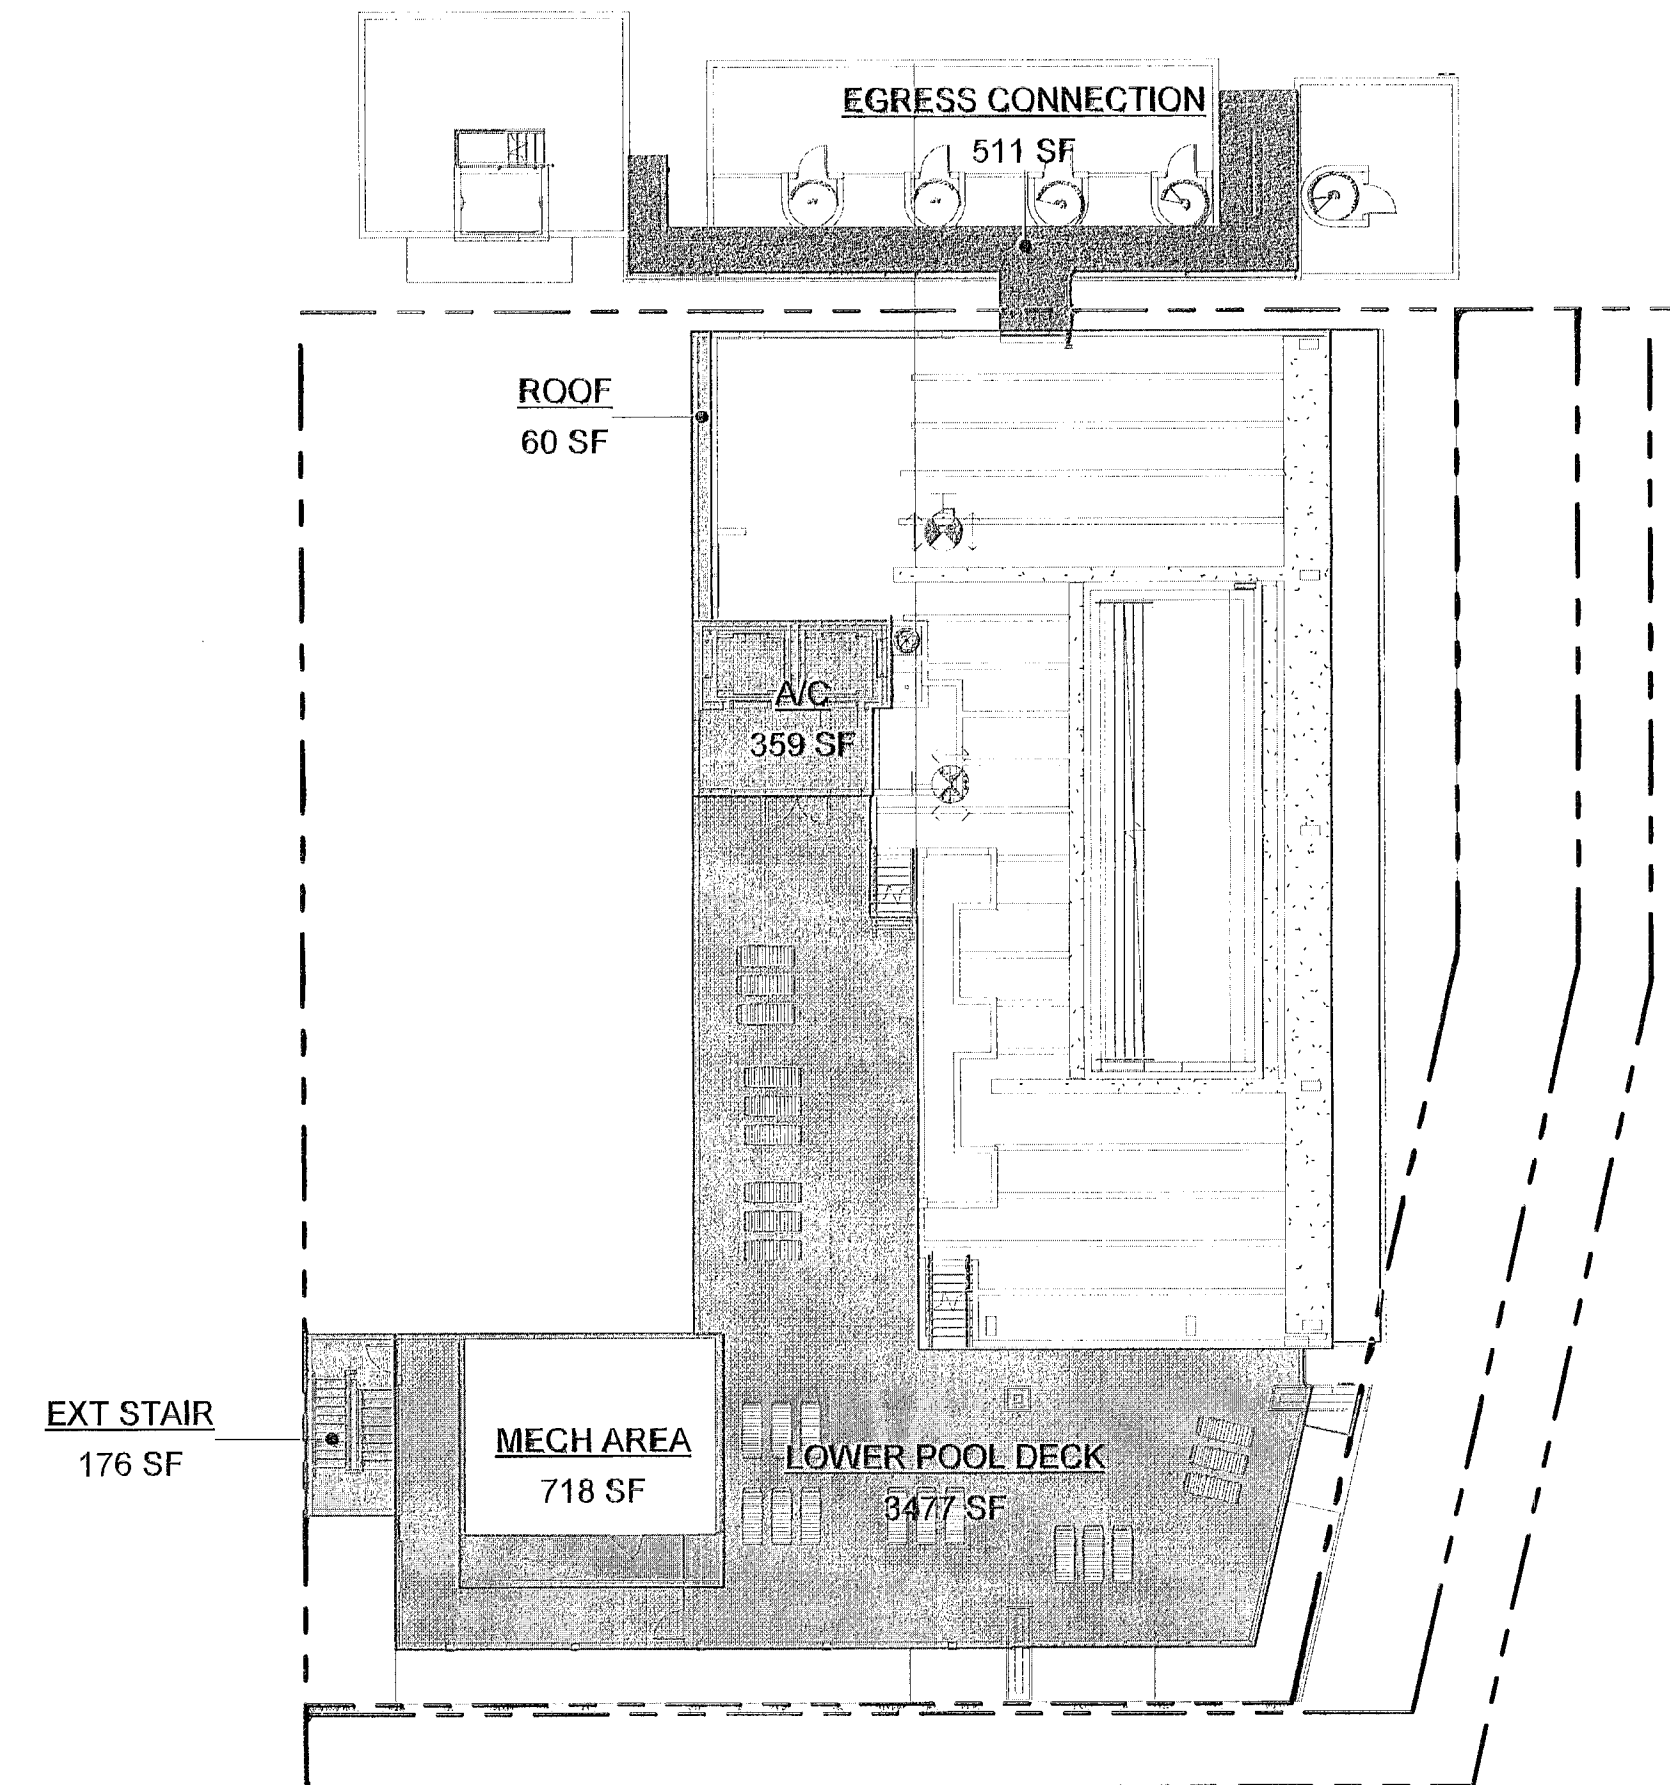 EGRESS CONNECTION
511 SF
ROOF
60 SF
A/C
359 SF
EXT STAIR
176 SF
MECH AREA
718 SF
LOWER POOL DECK
3477 SF